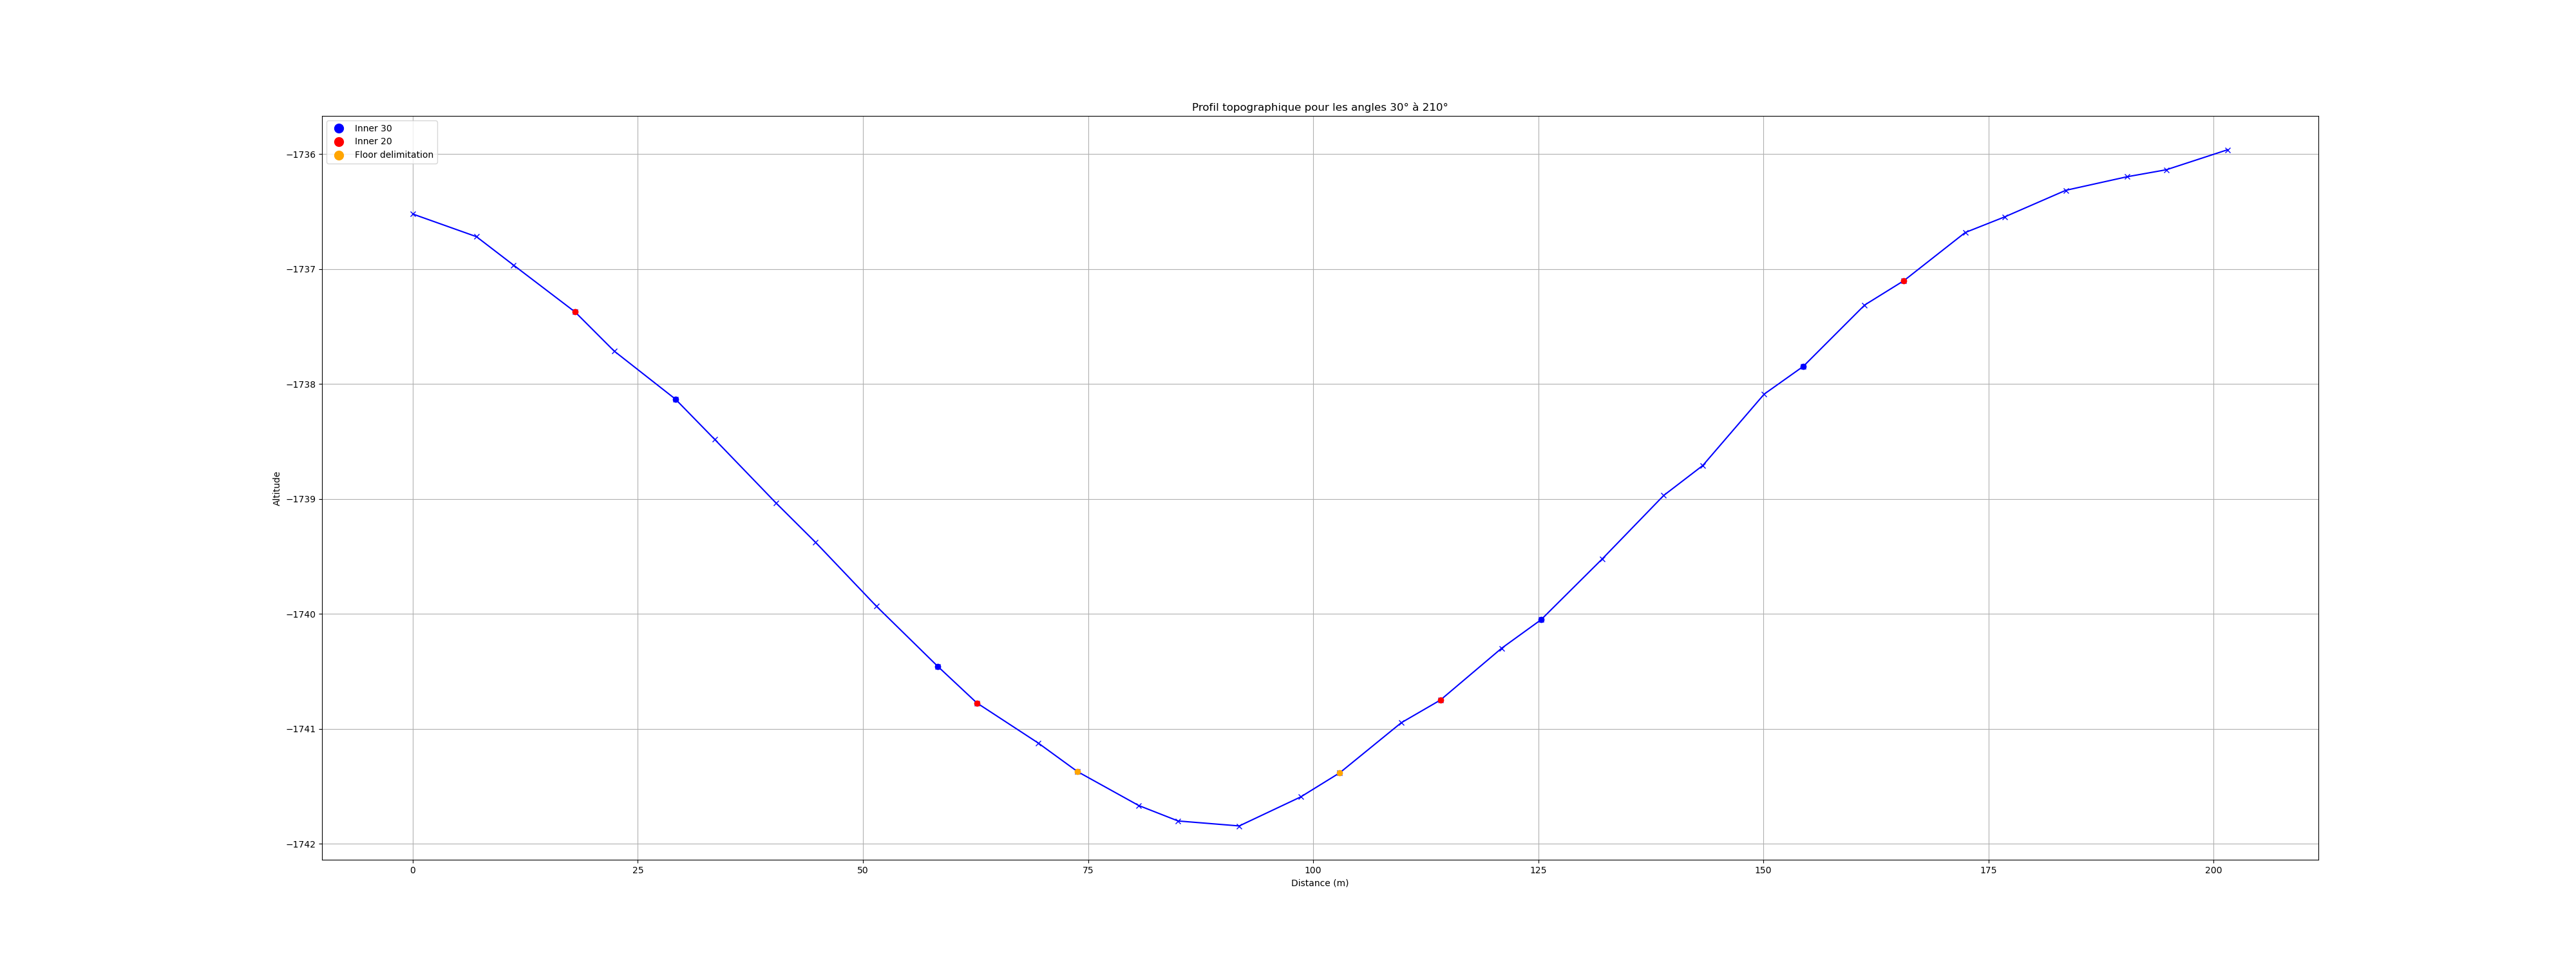 Profil topographique pour les angles 30° à 210°
Inner 30
Inner 20
Floor delimitation
−1736
−1737
−1738
−1739
−1740
−1741
−1742
Altitude
0 25 50 75 100 125 150 175 200
Distance (m)